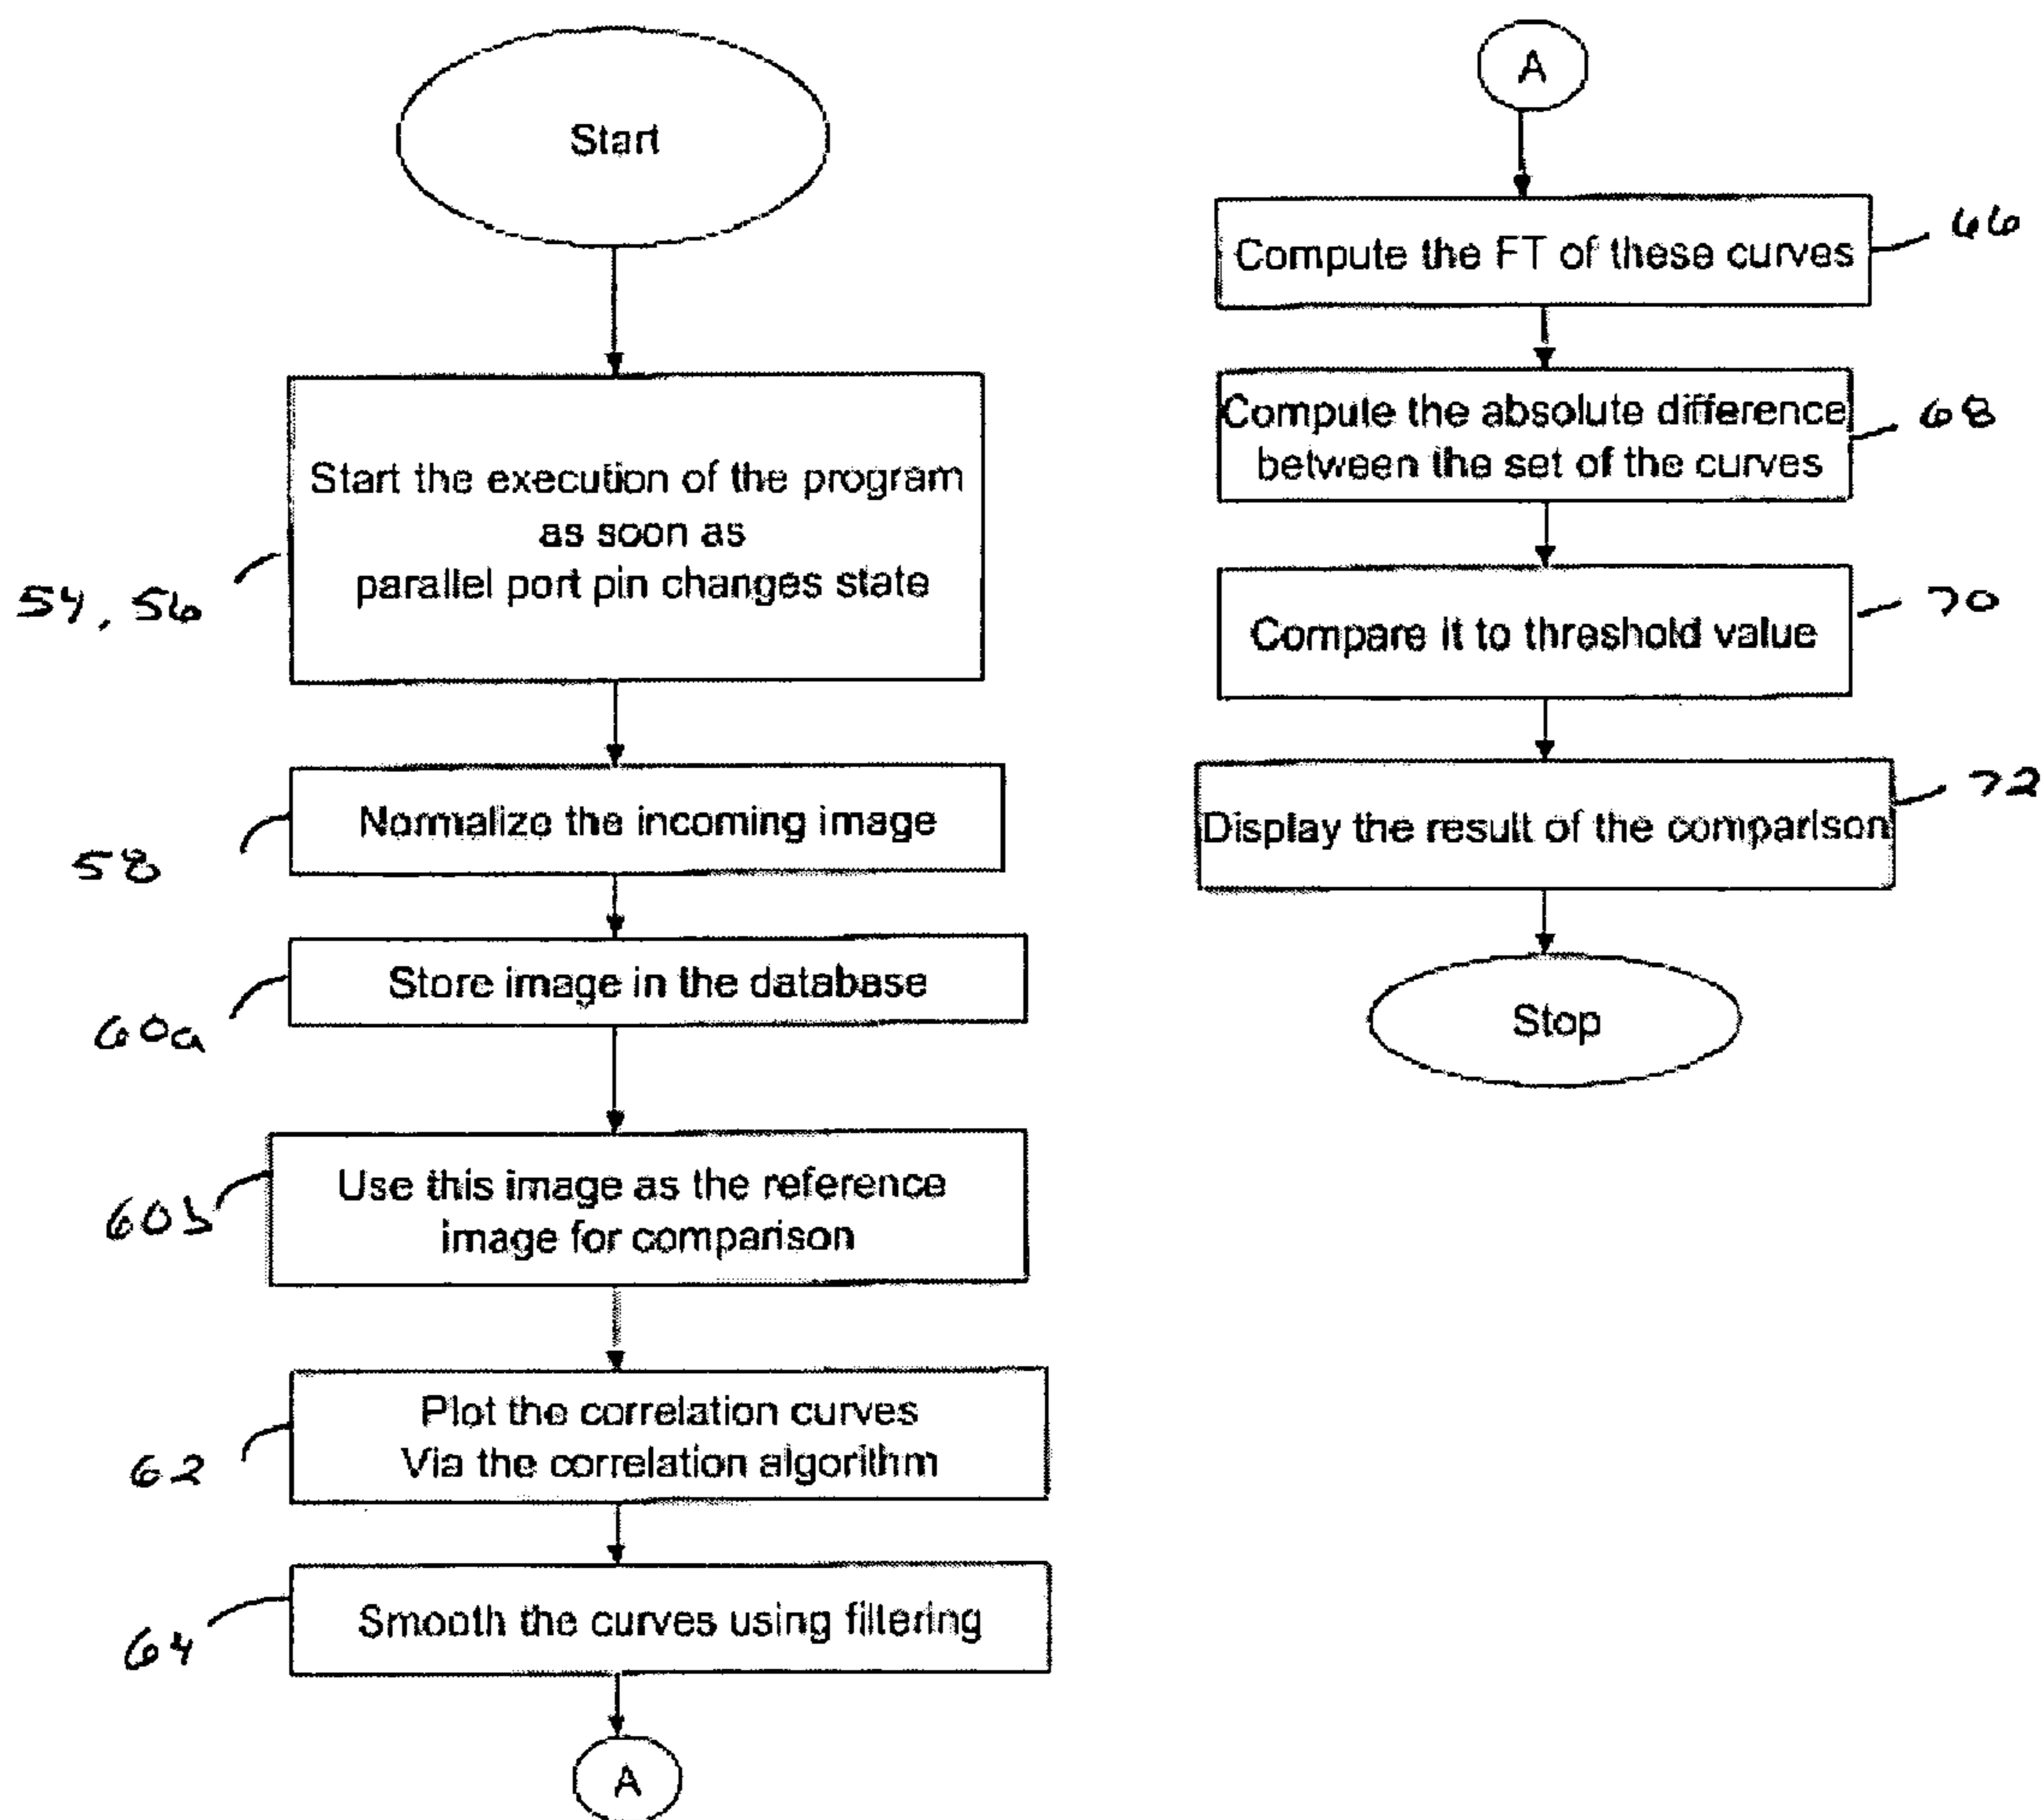 Start
Start the execution of the program
as soon as
parallel port pin changes state
54, 56
Normalize the incoming image
58
Store image in the database
60a
Use this image as the reference
image for comparison
60b
Plot the correlation curves
Via the correlation algorithm
62
Smooth the curves using filtering
64
A
A
Compute the FT of these curves
66
Compute the absolute difference
between the set of the curves
68
Compare it to threshold value
70
Display the result of the comparison
72
Stop